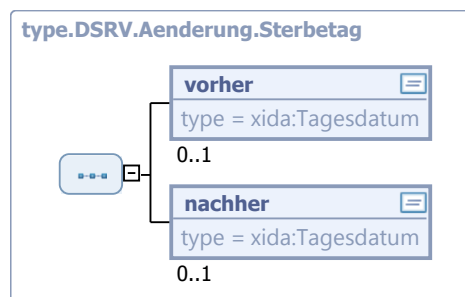 type.DSRV.Aenderung.Sterbetag
vorher
type = xida:Tagesdatum
0..1
nachher
type = xida:Tagesdatum
0..1